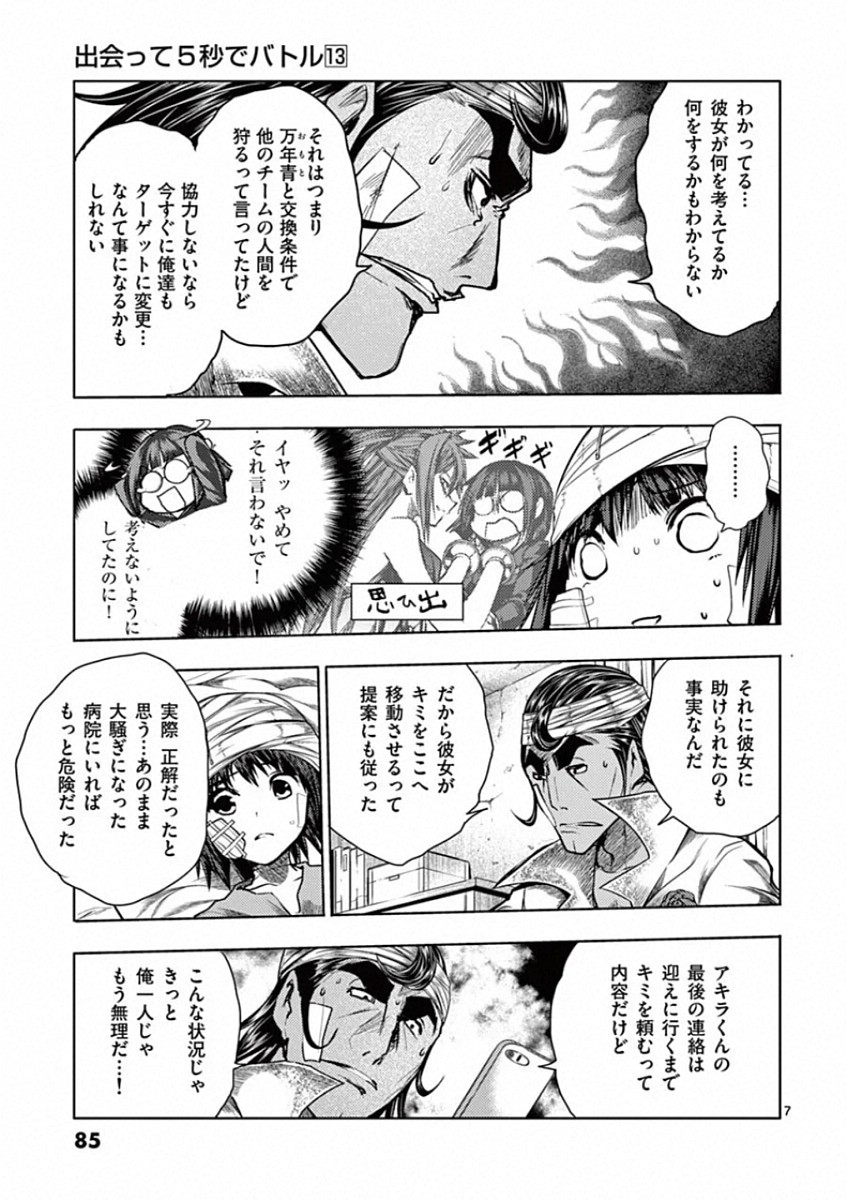 出会って5秒でバトル13
わかってる…
彼女が何を考えてるか
何をするかもわからない
それはつまり
万年青と交換条件で
おもと
他のチームの人間を
狩るって言ってたけど
協力しないなら
今すぐに俺達も
ターゲットに変更…
なんて事になるかも
しれない
………
ギギギ
思ひ出
イヤッ やめて
それ言わないで!
考えないように
してたのに!
それに彼女に
助けられたのも
事実なんだ
だから彼女が
キミをここへ
移動させるって
提案にも従った
実際 正解だったと
思う…あのまま
大騒ぎになった
病院にいれば
もっと危険だった
アキラくんの
最後の連絡は
迎えに行くまで
キミを頼むって
内容だけど
こんな状況じゃ
きっと
俺一人じゃ
もう無理だ…!
7
85